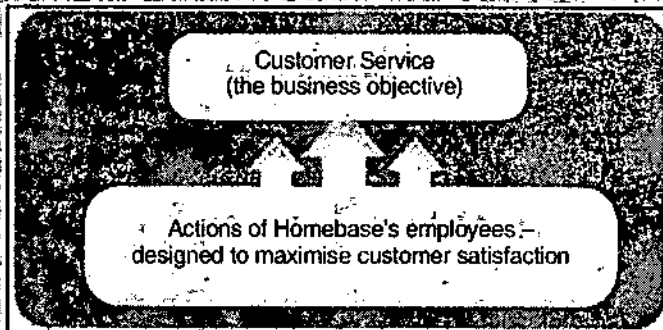 Customer Service
(the business objective)
Actions of Homebase's employees –
designed to maximise customer satisfaction